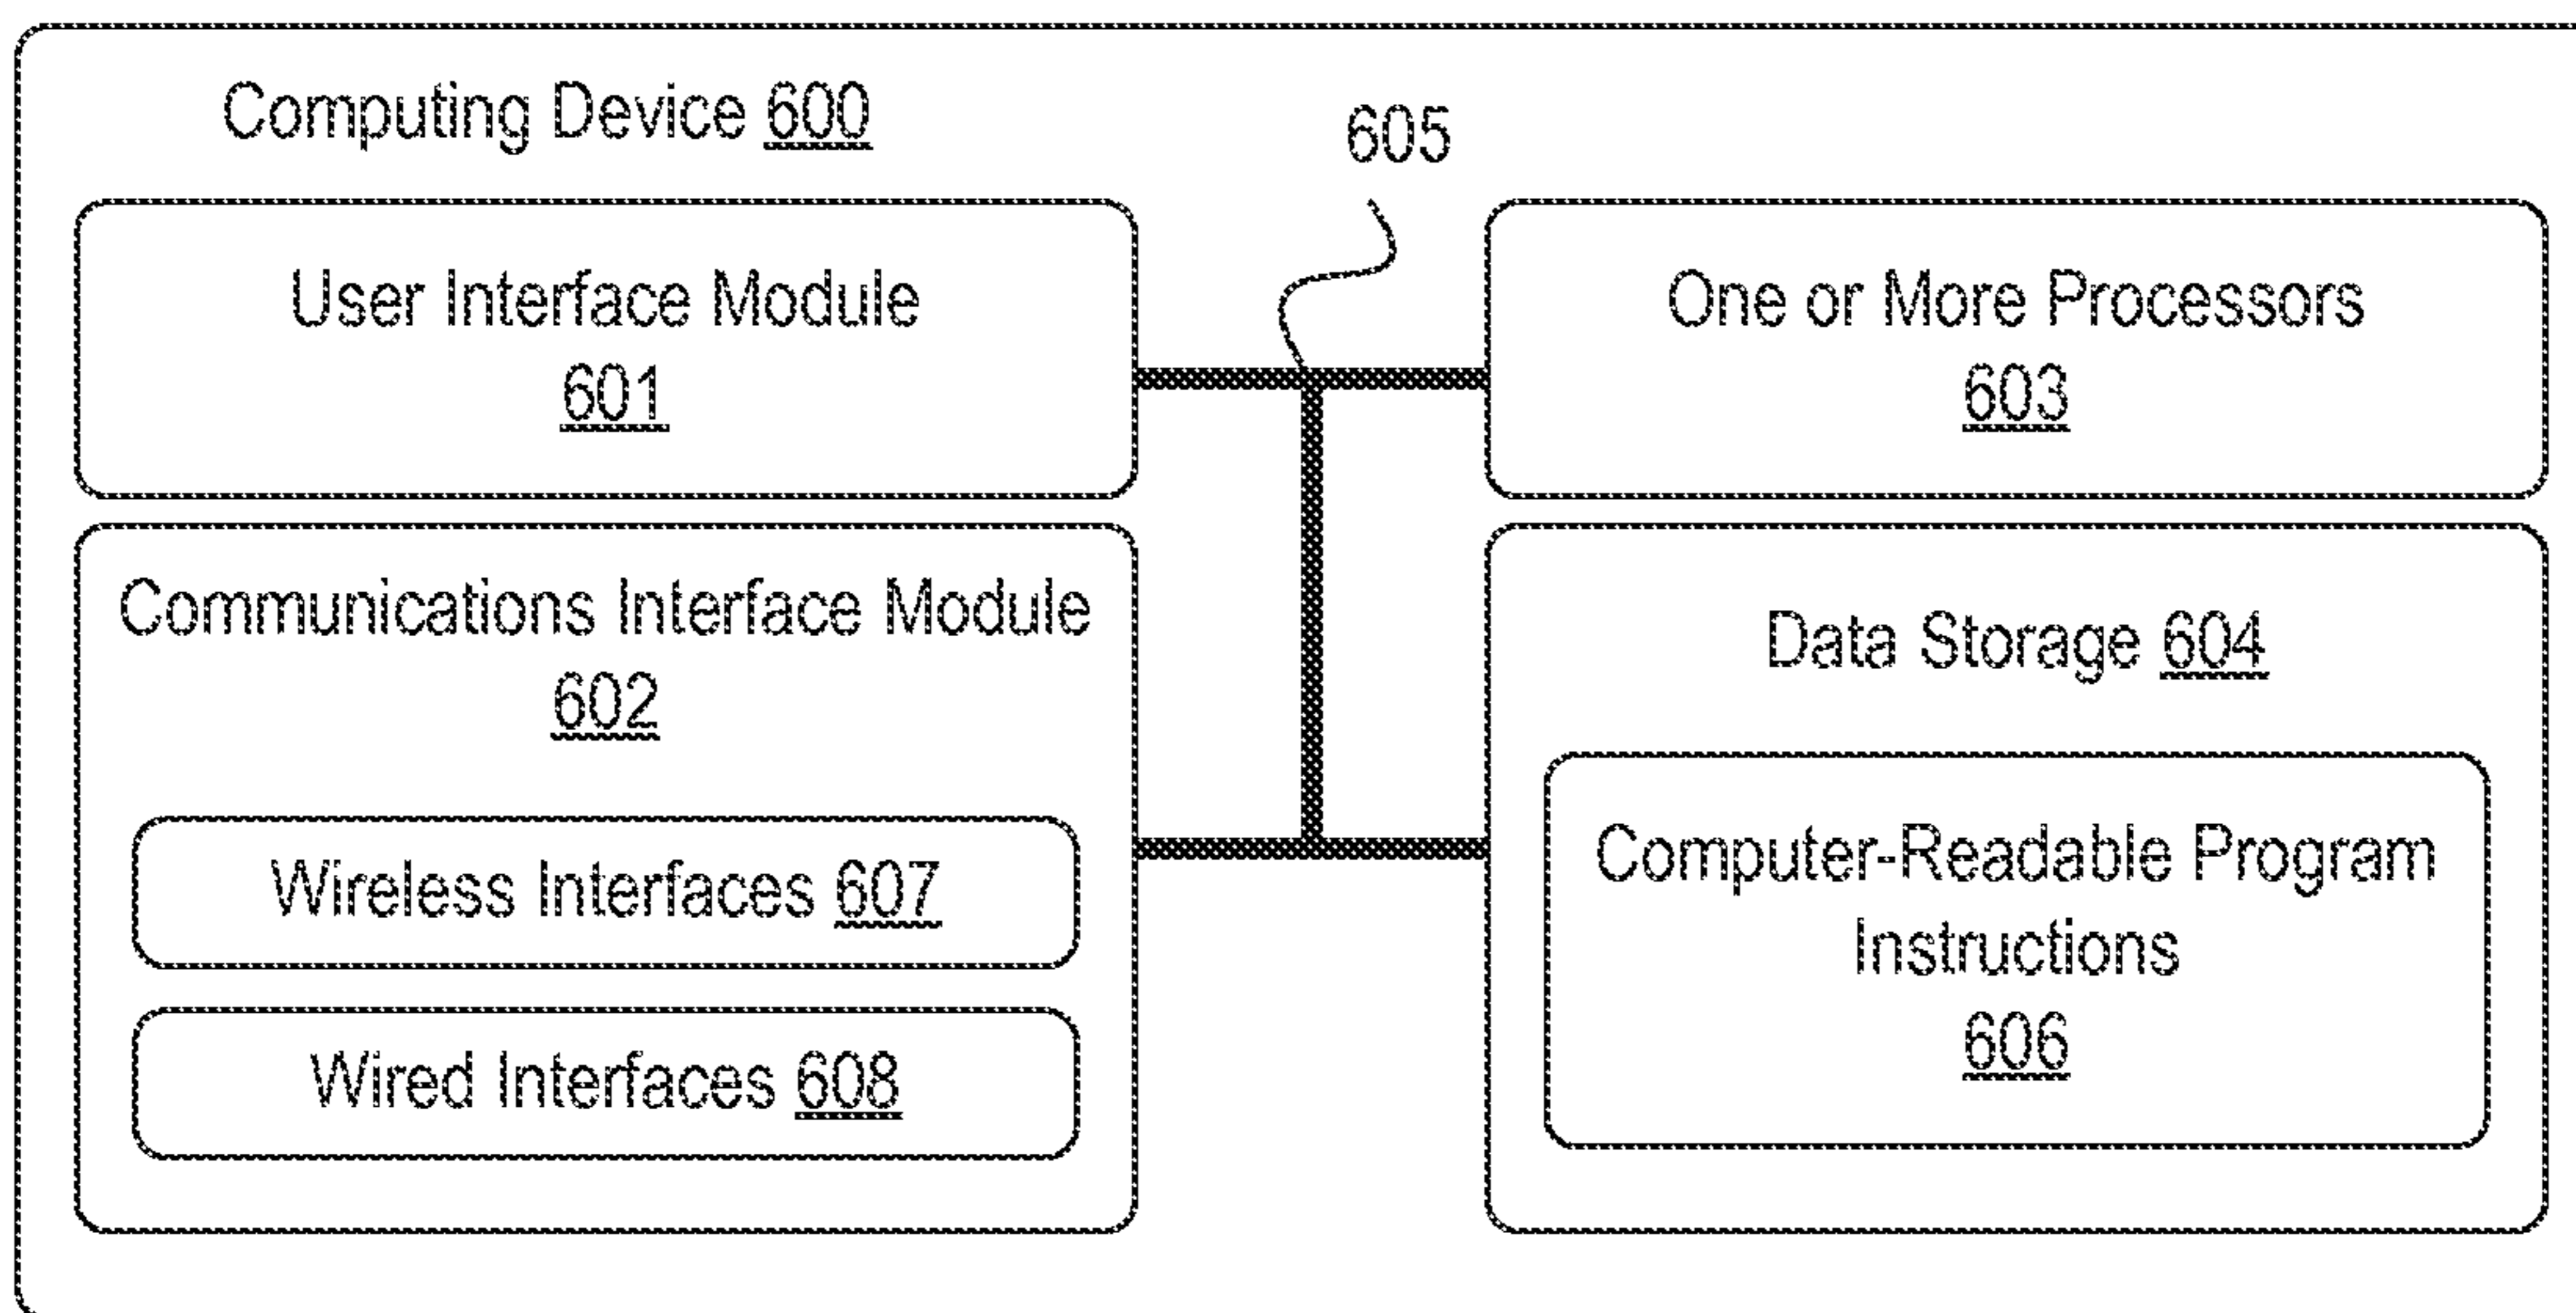 Computing Device 600
605
User Interface Module
601
One or More Processors
603
Communications Interface Module
602
Wireless Interfaces 607
Wired Interfaces 608
Data Storage 604
Computer-Readable Program
Instructions
606